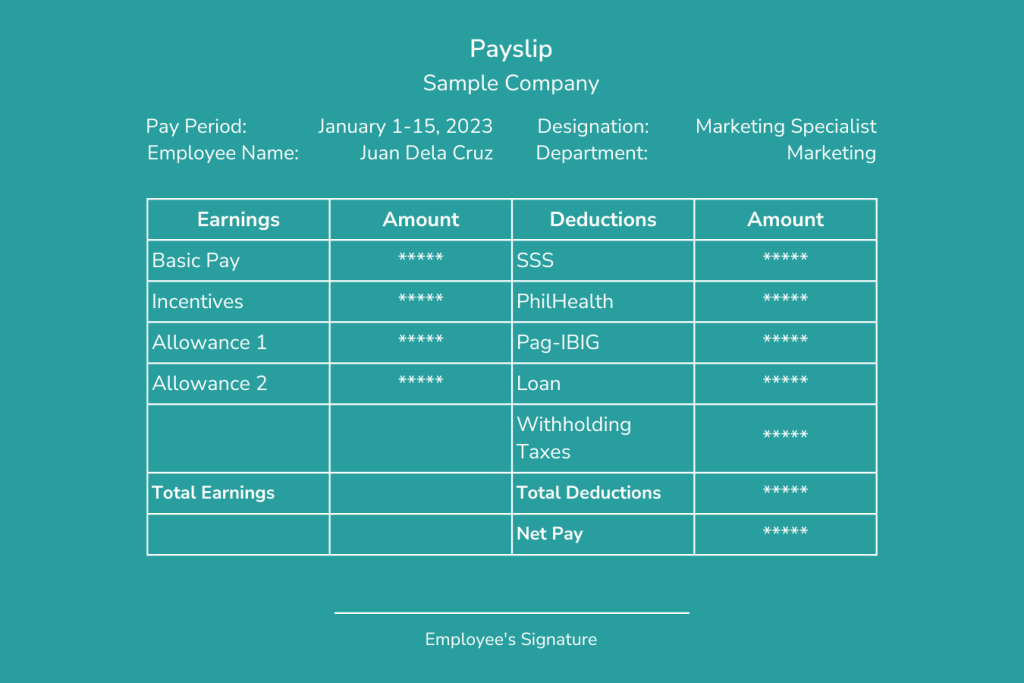 Payslip
Sample Company
Pay Period: January 1-15, 2023 Designation: Marketing Specialist
Employee Name: Juan Dela Cruz Department: Marketing
Earnings Amount Deductions Amount
Basic Pay ***** SSS *****
Incentives ***** PhilHealth *****
Allowance 1 ***** Pag-IBIG *****
Allowance 2 ***** Loan *****
Withholding
Taxes *****
Total Earnings Total Deductions *****
Net Pay *****
Employee's Signature